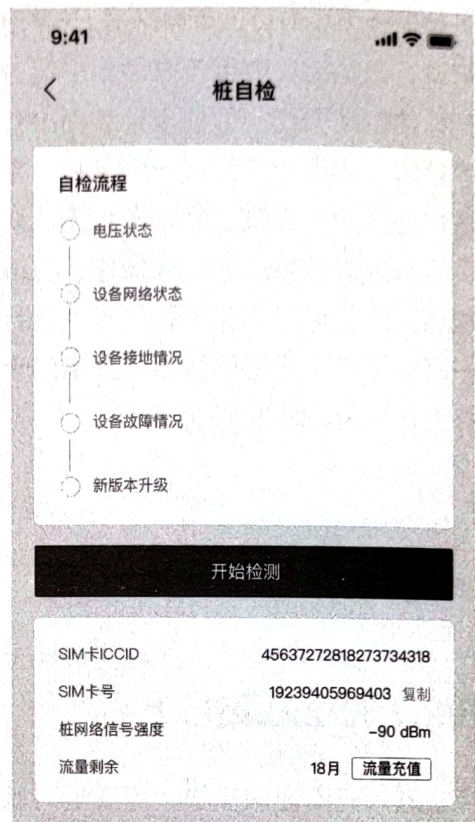 9:41
桩自检
自检流程
电压状态
设备网络状态
设备接地情况
设备故障情况
新版本升级
开始检测
SIM卡ICCID 45637272818273734318
SIM卡号 19239405969403 复制
桩网络信号强度 -90 dBm
流量剩余 18月 流量充值